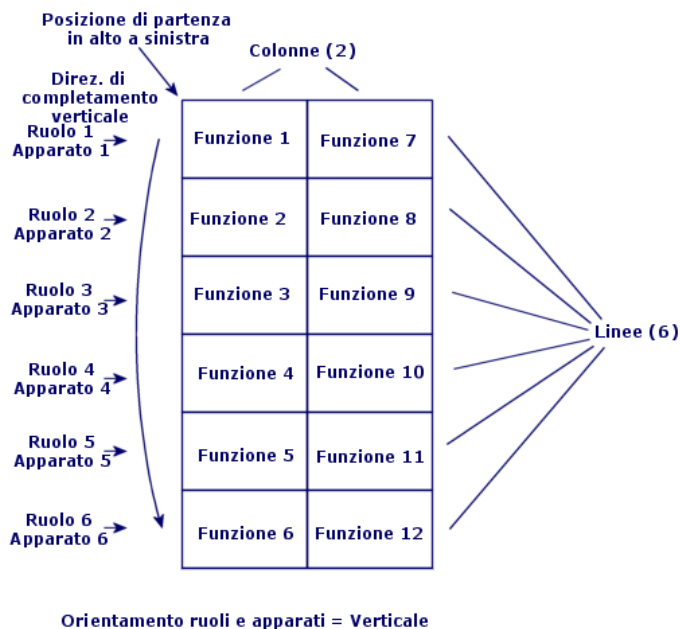 Posizione di partenza
in alto a sinistra
Colonne (2)
Direz. di
completamento
verticale
Ruolo 1
Apparato 1
Funzione 1
Funzione 7
Ruolo 2
Apparato 2
Funzione 2
Funzione 8
Ruolo 3
Apparato 3
Funzione 3
Funzione 9
Linee (6)
Ruolo 4
Apparato 4
Funzione 4
Funzione 10
Ruolo 5
Apparato 5
Funzione 5
Funzione 11
Ruolo 6
Apparato 6
Funzione 6
Funzione 12
Orientamento ruoli e apparati = Verticale